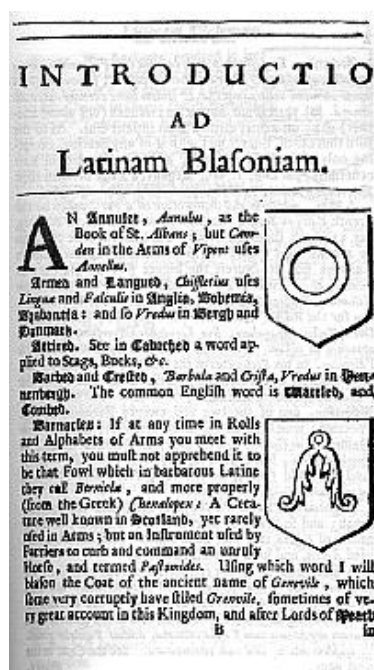 INTRODUCTIO
AD
Latinam Blasoniam.
AN Annulet, Annulus, as the
Book of St. Albans; but Cam-
den in the Arms of Vipont uses
Annellus.
Armed and Langued, Chiffletius uses
Linguæ and Falculis in Anglia, Bohemia,
Brabantia: and so Vredus in Bergh and
Danmark.
Attired. See in Cabached a word ap-
plied to Stags, Bucks, &c.
Barbed and Crested, Barbula and Crista, Vredus in
nenbergh. The common English word is Wattled, and
Combed.
Barnacles: If at any time in Rolls
and Alphabets of Arms you meet with
this term, you must not apprehend it to
be that Fowl which in barbarous Latine
they call Bernicla, and more properly
(from the Greek) Chenalopex: A Crea-
ture well known in Scotland, yet rarely
used in Arms; but an Instrument used by
Farriers to curb and command an unruly
Horse, and termed Pastomides. Using which word I will
blason the Coat of the ancient name of Genevile, which
some very corruptly have stiled Grenvile, sometimes of ve-
ry great account in this Kingdom, and after Lords of Meath
B in